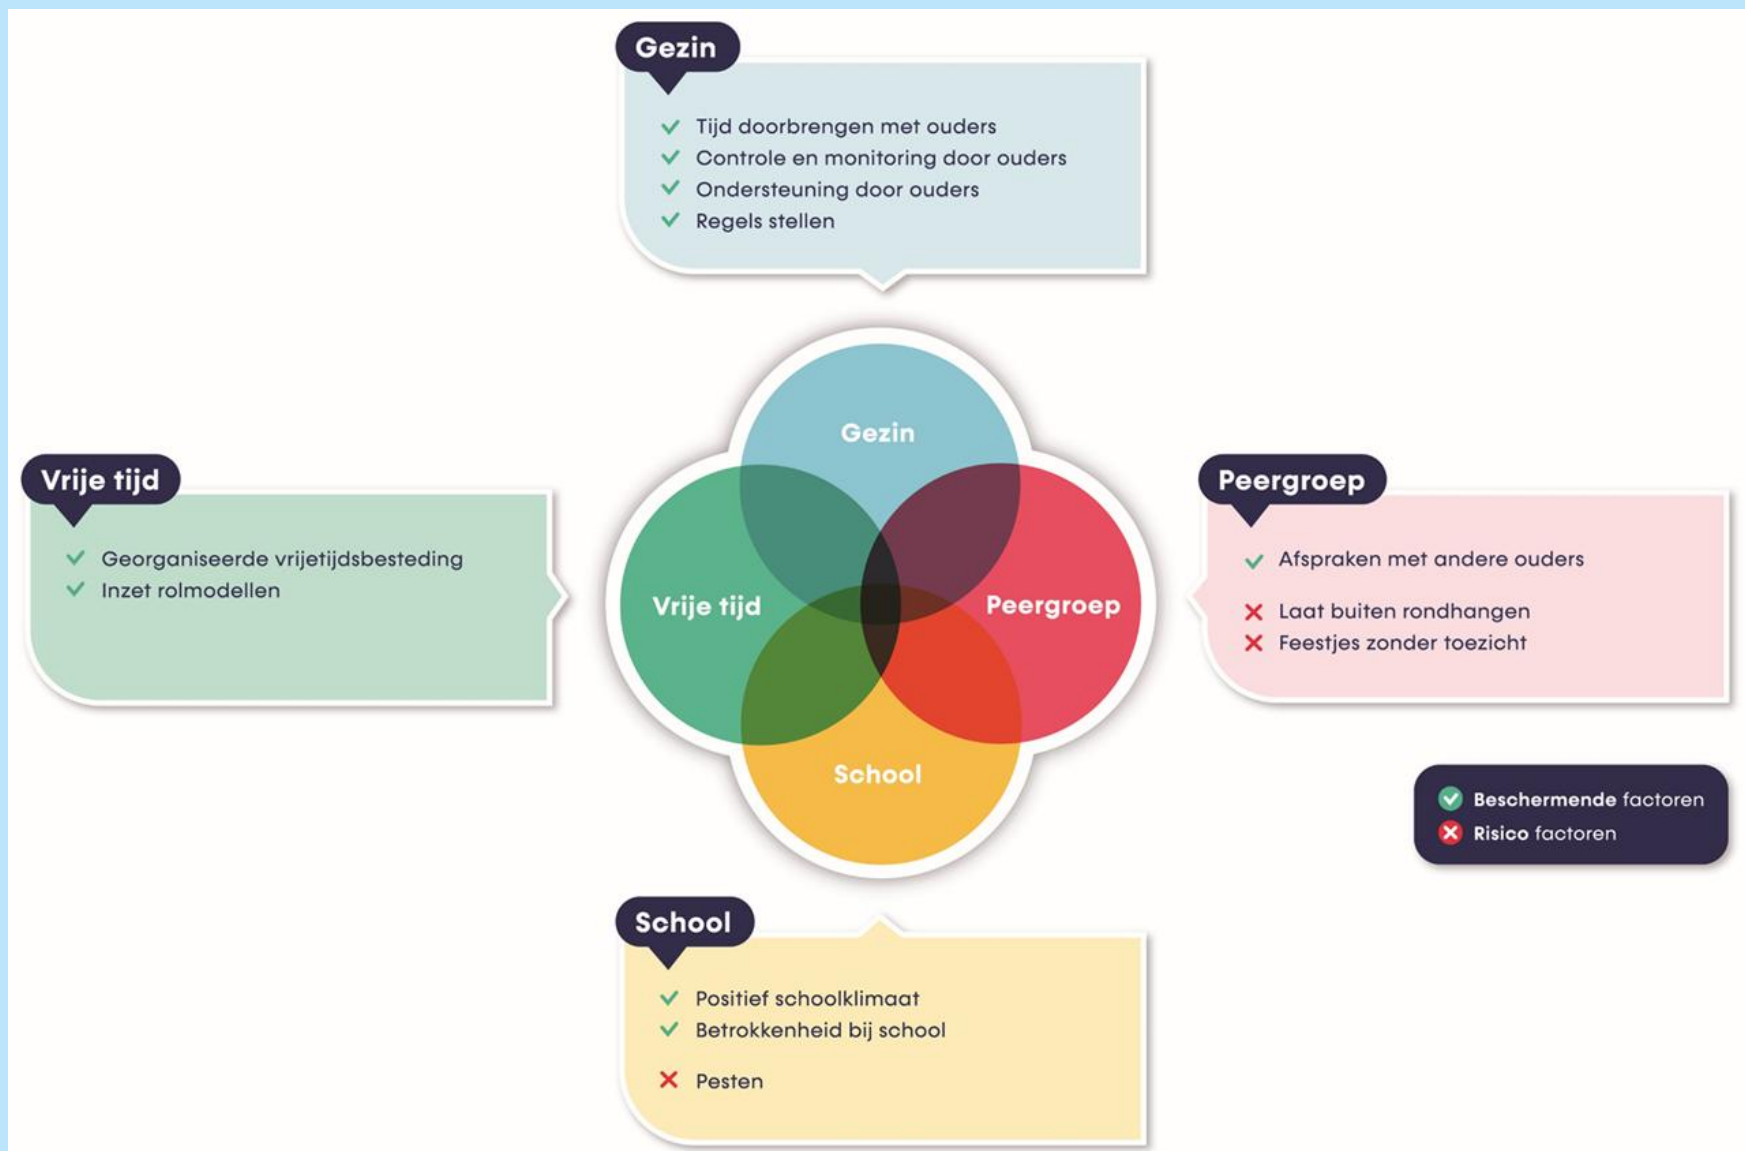 Gezin
Tijd doorbrengen met ouders
Controle en monitoring door ouders
Ondersteuning door ouders
Regels stellen
Vrije tijd
Georganiseerde vrijetijdsbesteding
Inzet rolmodellen
Gezin
Vrije tijd
Peergroep
School
Peergroep
Afspraken met andere ouders
Laat buiten rondhangen
Feestjes zonder toezicht
Beschermende factoren
Risico factoren
School
Positief schoolklimaat
Betrokkenheid bij school
Pesten